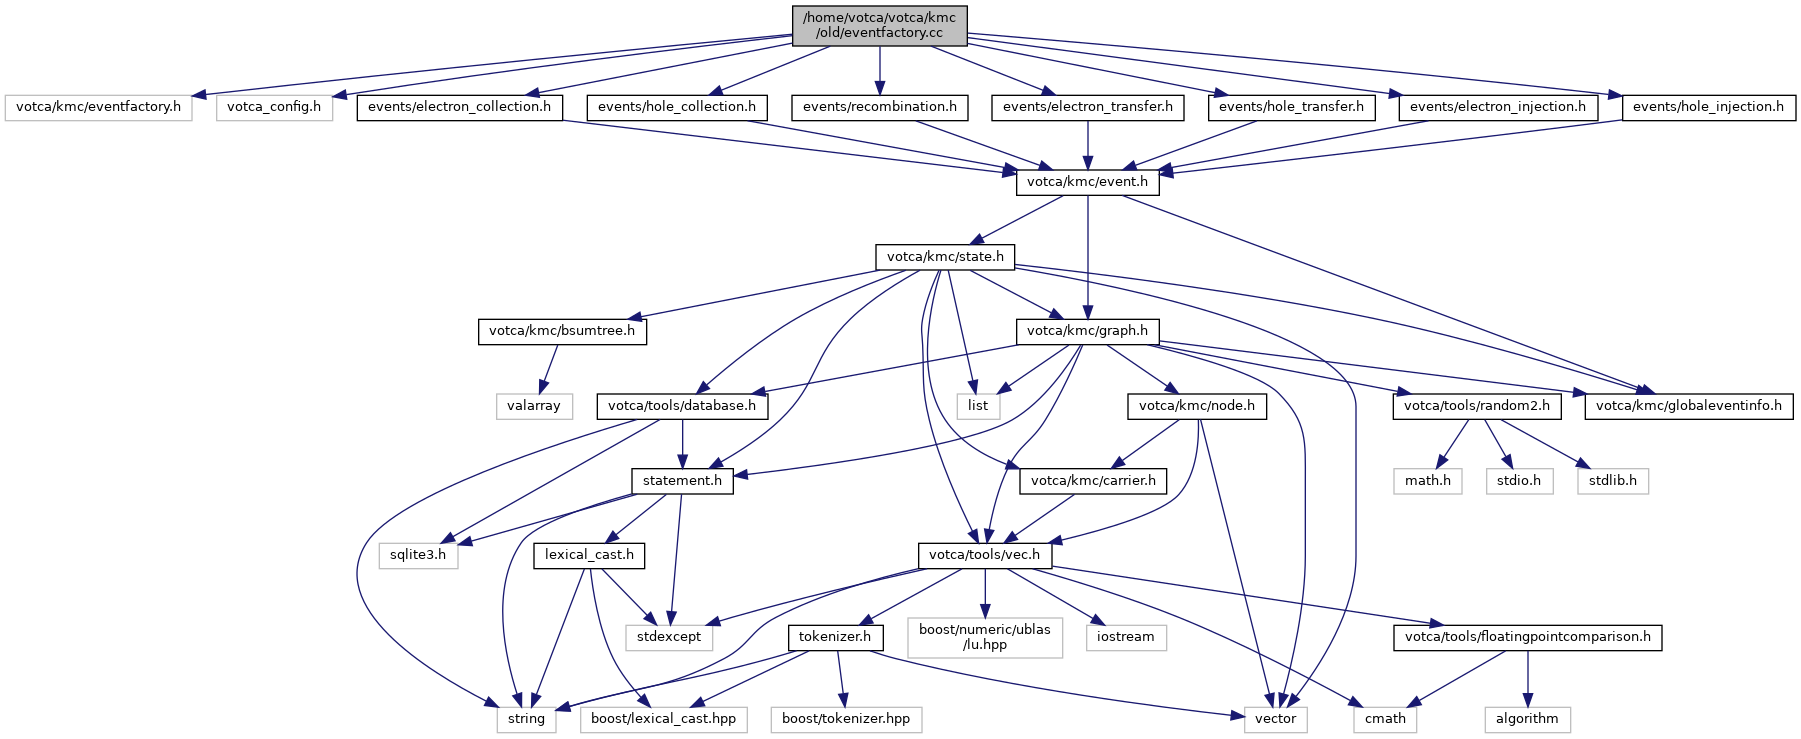 /home/votca/votca/kmc
/old/eventfactory.cc
votca/kmc/eventfactory.h
votca_config.h
events/electron_collection.h
events/hole_collection.h
events/recombination.h
events/electron_transfer.h
events/hole_transfer.h
events/electron_injection.h
events/hole_injection.h
votca/kmc/event.h
votca/kmc/state.h
votca/kmc/bsumtree.h
votca/kmc/graph.h
valarray
votca/tools/database.h
list
votca/kmc/node.h
votca/tools/random2.h
votca/kmc/globaleventinfo.h
statement.h
votca/kmc/carrier.h
math.h
stdio.h
stdlib.h
sqlite3.h
lexical_cast.h
votca/tools/vec.h
stdexcept
tokenizer.h
boost/numeric/ublas
/lu.hpp
iostream
votca/tools/floatingpointcomparison.h
string
boost/lexical_cast.hpp
boost/tokenizer.hpp
vector
cmath
algorithm